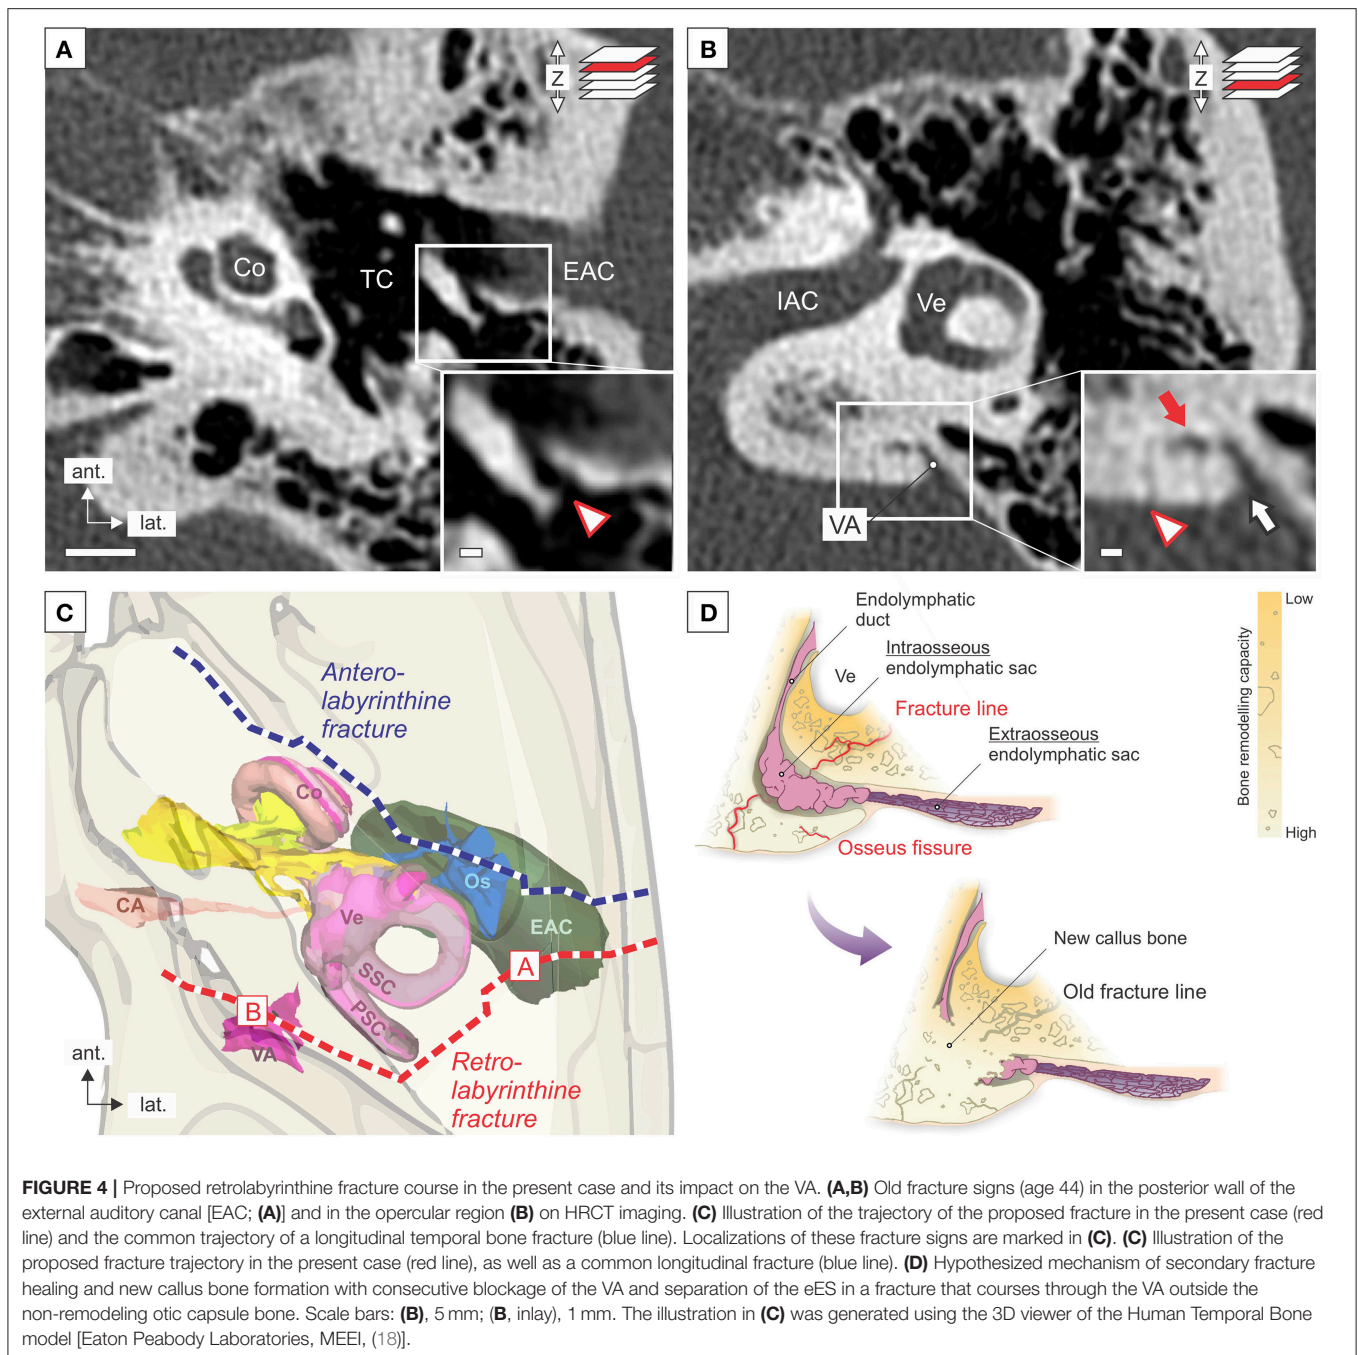 A
Z
Co
TC
EAC
ant.
lat.
B
Z
IAC
Ve
VA
C
Antero-
labyrinthine
fracture
Co
Os
CA
Ve
EAC
SSC
A
PSC
B
VA
ant.
lat.
Retro-
labyrinthine
fracture
D
Endolymphatic
duct
Intraosseous
endolymphatic sac
Ve
Fracture line
Extraosseous
endolymphatic sac
Osseus fissure
Low
Bone remodelling capacity
High
New callus bone
Old fracture line
FIGURE 4 | Proposed retrolabyrinthine fracture course in the present case and its impact on the VA. (A,B) Old fracture signs (age 44) in the posterior wall of the
external auditory canal [EAC; (A)] and in the opercular region (B) on HRCT imaging. (C) Illustration of the trajectory of the proposed fracture in the present case (red
line) and the common trajectory of a longitudinal temporal bone fracture (blue line). Localizations of these fracture signs are marked in (C). (C) Illustration of the
proposed fracture trajectory in the present case (red line), as well as a common longitudinal fracture (blue line). (D) Hypothesized mechanism of secondary fracture
healing and new callus bone formation with consecutive blockage of the VA and separation of the eES in a fracture that courses through the VA outside the
non-remodeling otic capsule bone. Scale bars: (B), 5 mm; (B, inlay), 1 mm. The illustration in (C) was generated using the 3D viewer of the Human Temporal Bone
model [Eaton Peabody Laboratories, MEEI, (18)].